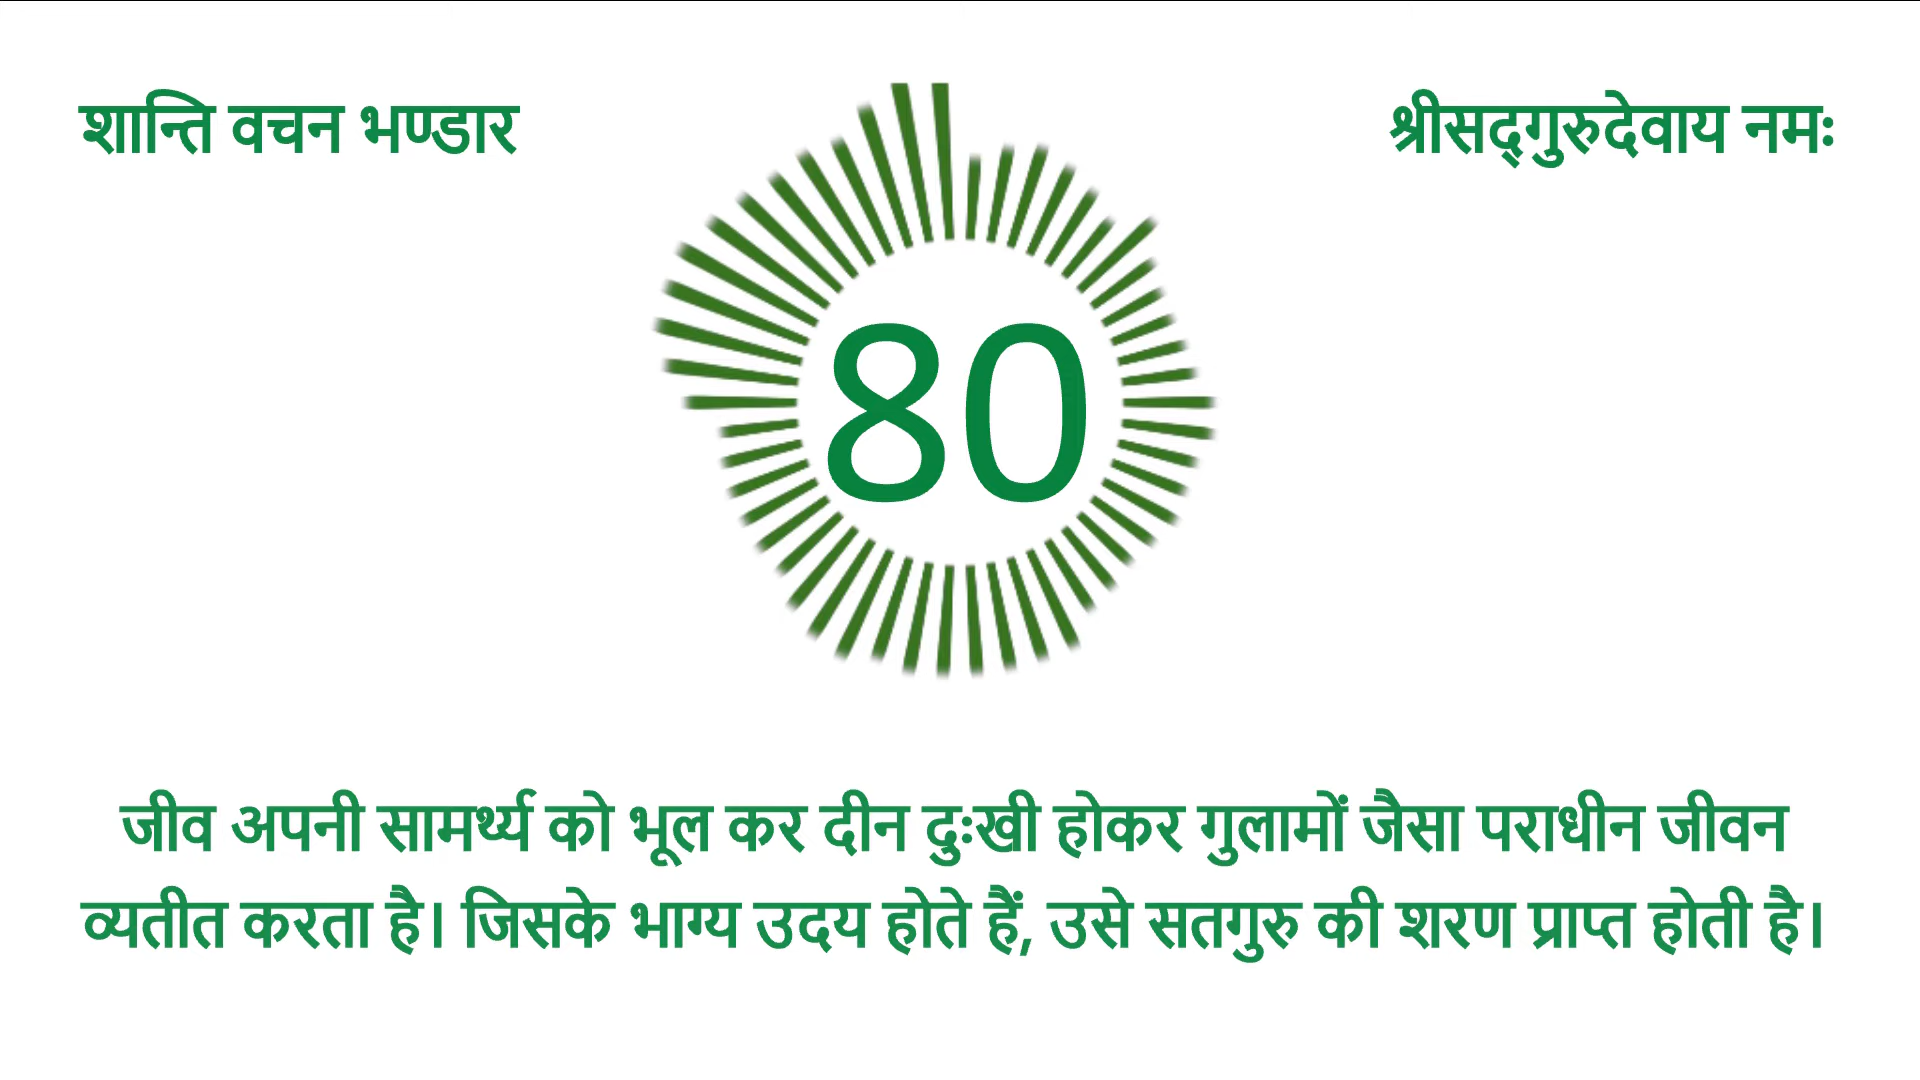 शान्ति वचन भण्डार
श्रीसद्‌गुरुदेवाय नमः
80
जीव अपनी सामर्थ्य को भूल कर दीन दुःखी होकर गुलामों जैसा पराधीन जीवन
व्यतीत करता है। जिसके भाग्य उदय होते हैं, उसे सतगुरु की शरण प्राप्त होती है।